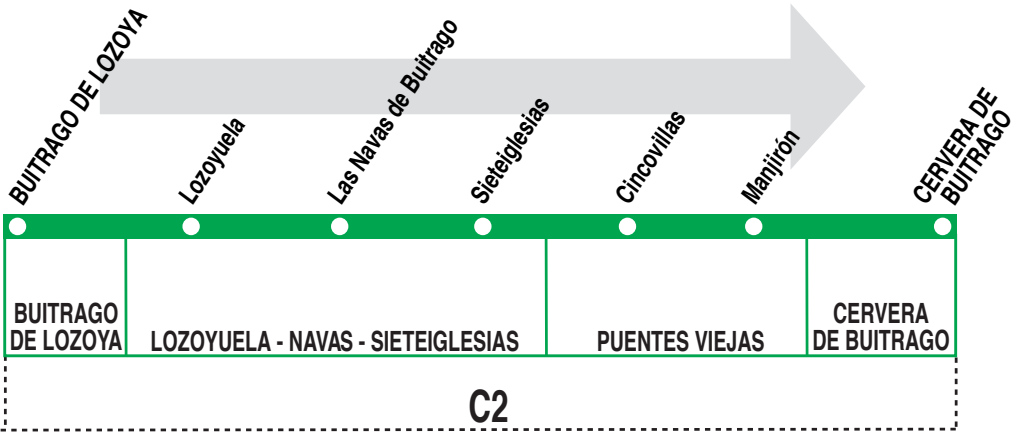 BUITRAGO DE LOZOYA
Lozoyuela
Las Navas de Buitrago
Sieteiglesias
Cincovillas
Manjirón
CERVERA DE
BUITRAGO
BUITRAGO
DE LOZOYA
LOZOYUELA - NAVAS - SIETEIGLESIAS
PUENTES VIEJAS
CERVERA
DE BUITRAGO
C2